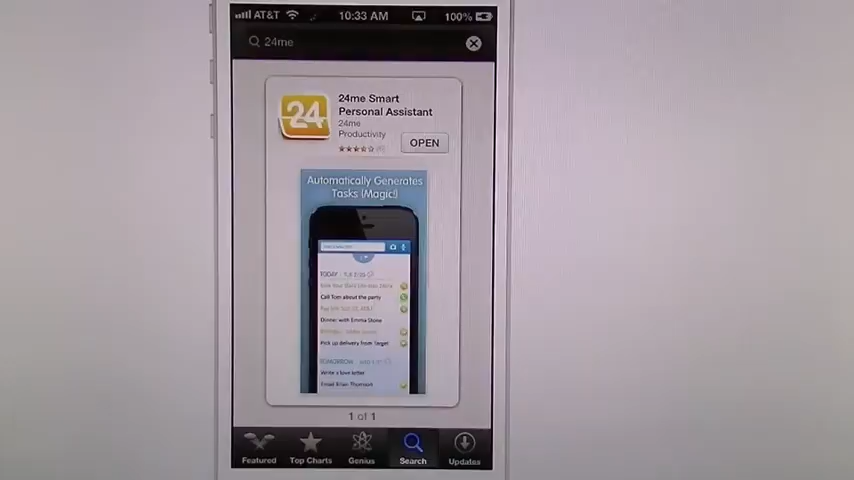 AT&T 10:33 AM 100%
24me
24
24me Smart
Personal Assistant
24me
Productivity
OPEN
Automatically Generates
Tasks (Magic!)
TODAY
Call Tom about the party
Dinner with Emma Stone
Pick up delivery from Target
TOMORROW
Write a love letter
Email Brian Thomson
1 of 1
Featured Top Charts Genius Search Updates